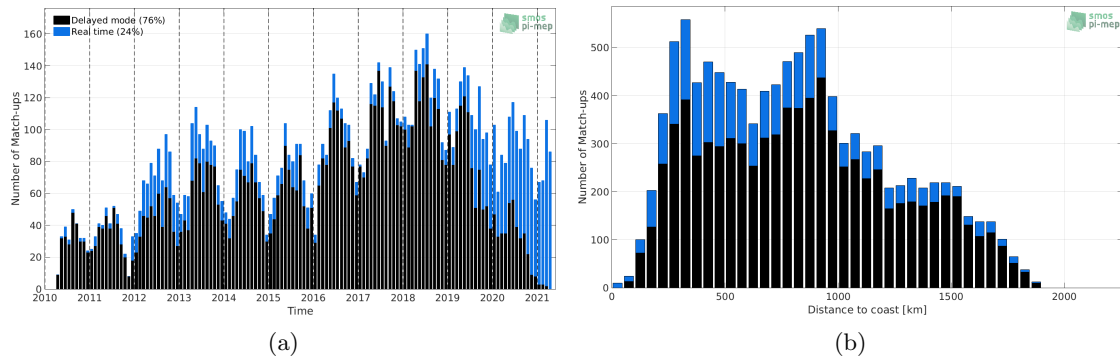 Delayed mode (76%)
Real time (24%)
smos
pi-mep
Number of Match-ups
160
140
120
100
80
60
40
20
0
2010 2011 2012 2013 2014 2015 2016 2017 2018 2019 2020 2021
Time
(a)
smos
pi-mep
Number of Match-ups
500
400
300
200
100
0
0 500 1000 1500 2000
Distance to coast [km]
(b)